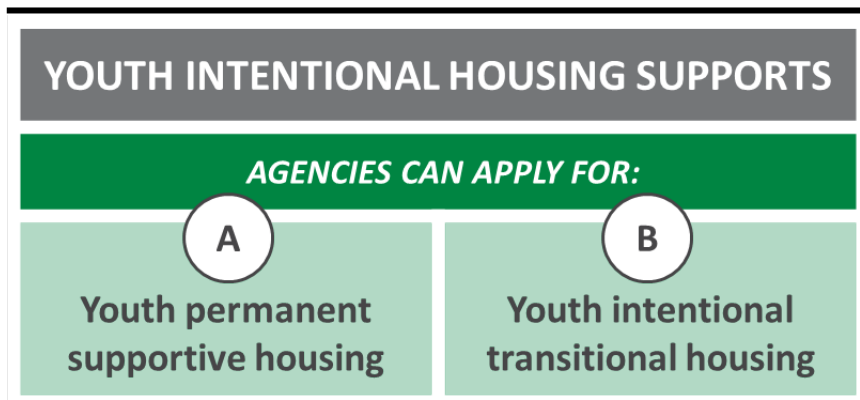 YOUTH INTENTIONAL HOUSING SUPPORTS
AGENCIES CAN APPLY FOR:
A
Youth permanent
supportive housing
B
Youth intentional
transitional housing